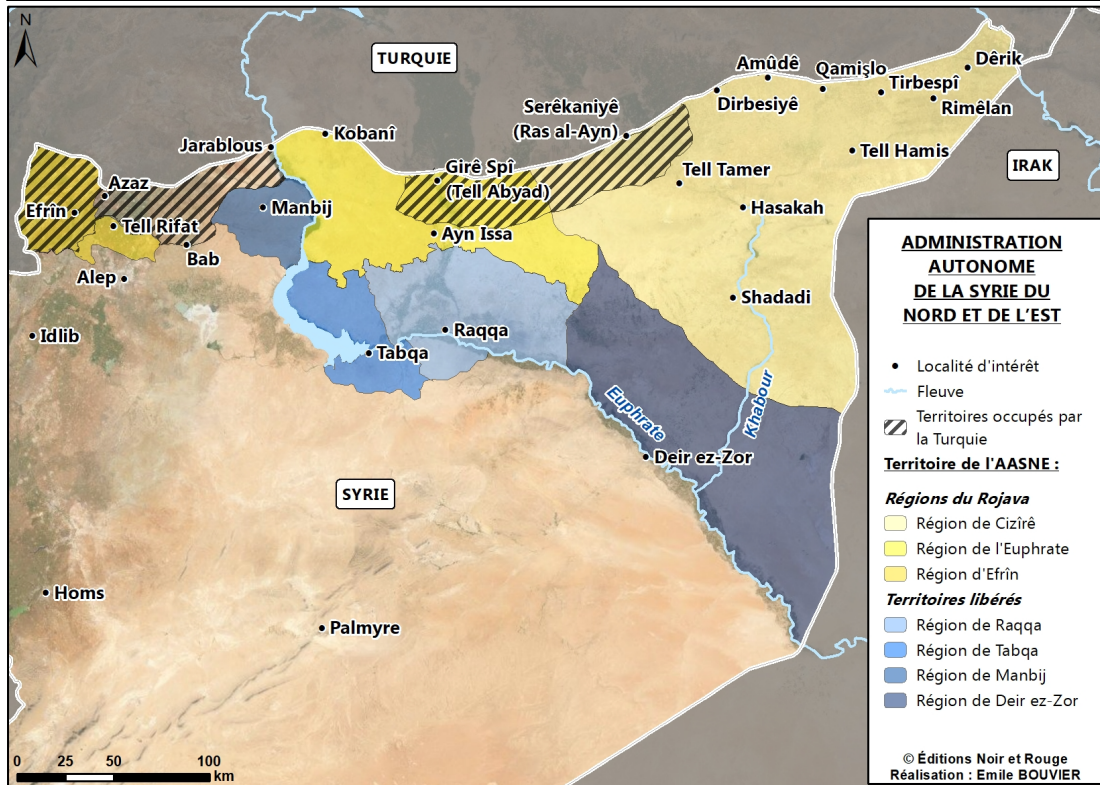 N
TURQUIE
Amûdê
Qamişlo
Dêrik
Tirbespî
Dirbesiyê
Rimêlan
Serêkaniyê
(Ras al-Ayn)
Kobanî
Jarablous
Girê Spî
(Tell Abyad)
Tell Tamer
Tell Hamis
IRAK
Azaz
Efrîn
Tell Rifat
Manbij
Hasakah
Bab
Ayn Issa
Alep
Shadadi
Idlib
Raqqa
Tabqa
Euphrate
Khabour
Deir ez-Zor
SYRIE
Homs
Palmyre
0 25 50 100
km
ADMINISTRATION
AUTONOME
DE LA SYRIE DU
NORD ET DE L'EST
Localité d'intérêt
Fleuve
Territoires occupés par
la Turquie
Territoire de l'AASNE :
Régions du Rojava
Région de Cizîrê
Région de l'Euphrate
Région d'Efrîn
Territoires libérés
Région de Raqqa
Région de Tabqa
Région de Manbij
Région de Deir ez-Zor
© Éditions Noir et Rouge
Réalisation : Emile BOUVIER